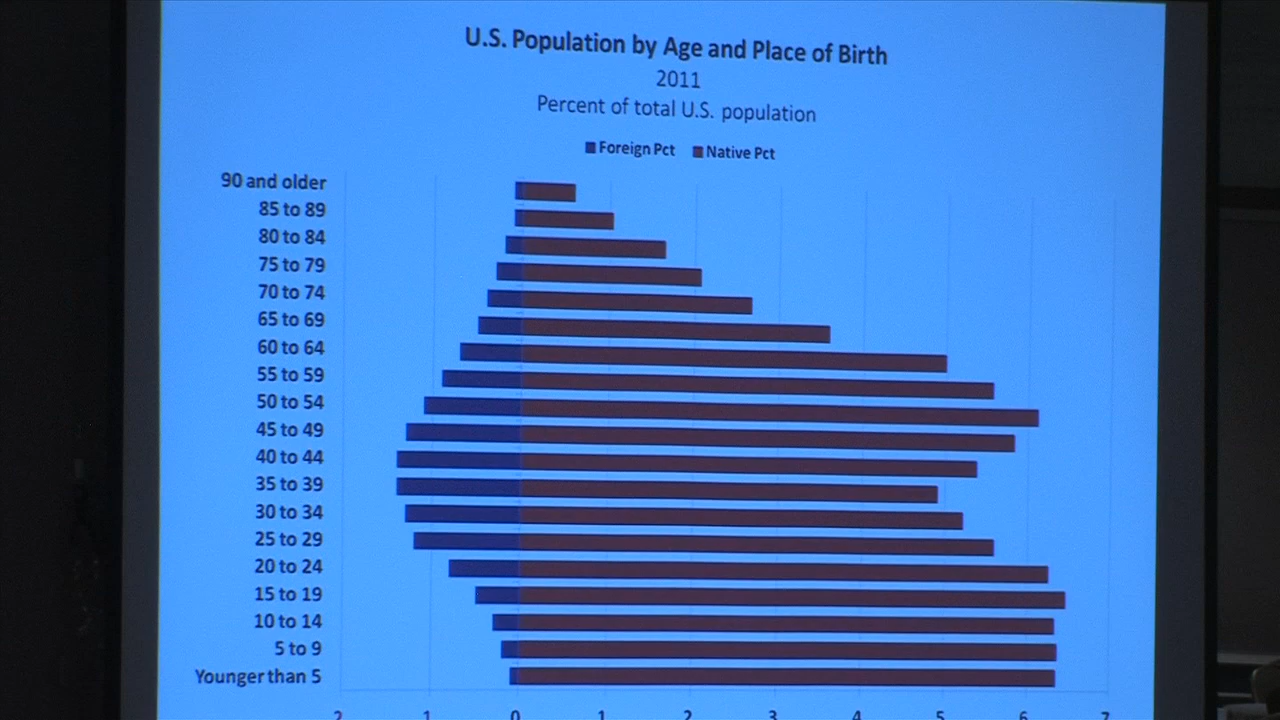 U.S. Population by Age and Place of Birth
2011
Percent of total U.S. population
Foreign Pct Native Pct
90 and older
85 to 89
80 to 84
75 to 79
70 to 74
65 to 69
60 to 64
55 to 59
50 to 54
45 to 49
40 to 44
35 to 39
30 to 34
25 to 29
20 to 24
15 to 19
10 to 14
5 to 9
Younger than 5
2 1 0 1 2 3 4 5 6 7